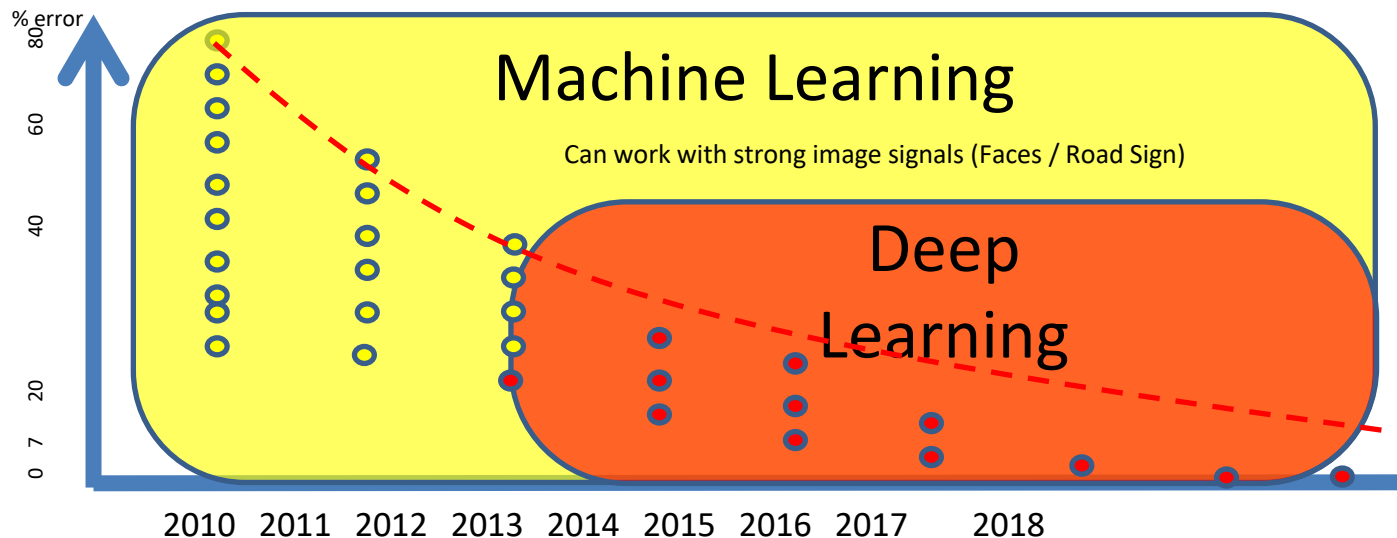 % error
80
60
40
20
7
0
Machine Learning
Can work with strong image signals (Faces / Road Sign)
Deep
Learning
2010 2011 2012 2013 2014 2015 2016 2017 2018